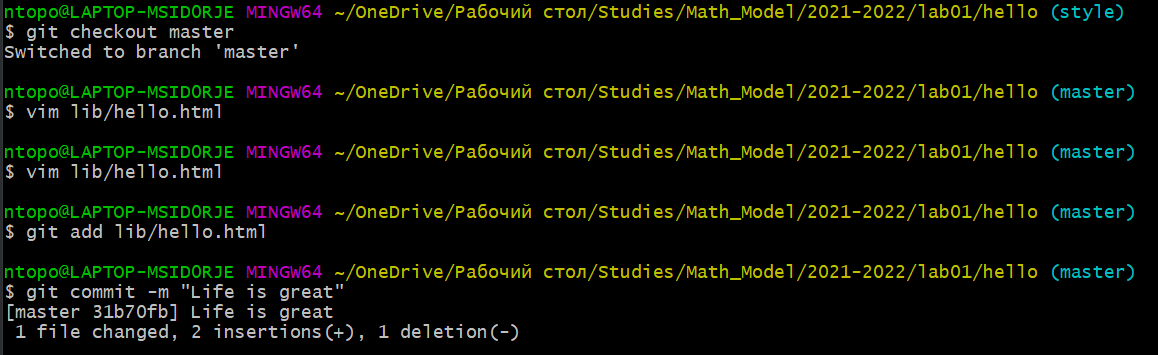 ntopo@LAPTOP-MSIDORJE MINGW64 ~/OneDrive/Рабочий стол/Studies/Math_Model/2021-2022/lab01/hello (style)
$ git checkout master
Switched to branch 'master'
ntopo@LAPTOP-MSIDORJE MINGW64 ~/OneDrive/Рабочий стол/Studies/Math_Model/2021-2022/lab01/hello (master)
$ vim lib/hello.html
ntopo@LAPTOP-MSIDORJE MINGW64 ~/OneDrive/Рабочий стол/Studies/Math_Model/2021-2022/lab01/hello (master)
$ vim lib/hello.html
ntopo@LAPTOP-MSIDORJE MINGW64 ~/OneDrive/Рабочий стол/Studies/Math_Model/2021-2022/lab01/hello (master)
$ git add lib/hello.html
ntopo@LAPTOP-MSIDORJE MINGW64 ~/OneDrive/Рабочий стол/Studies/Math_Model/2021-2022/lab01/hello (master)
$ git commit -m "Life is great"
[master 31b70fb] Life is great
 1 file changed, 2 insertions(+), 1 deletion(-)